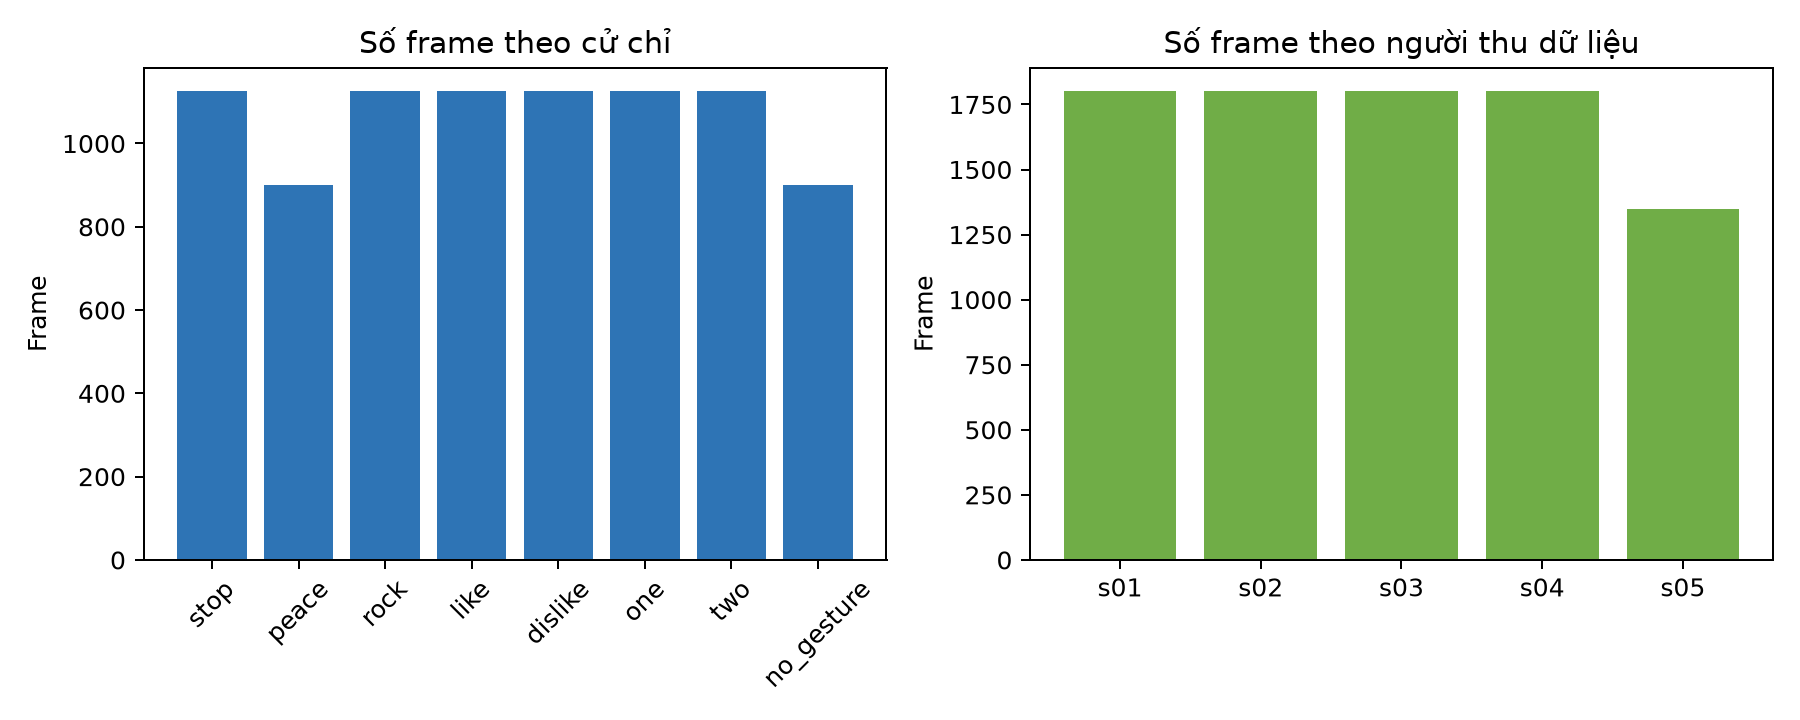 Số frame theo cử chỉ
Frame
1000
800
600
400
200
0
stop
peace
rock
like
dislike
one
two
no_gesture
Số frame theo người thu dữ liệu
Frame
1750
1500
1250
1000
750
500
250
0
s01
s02
s03
s04
s05